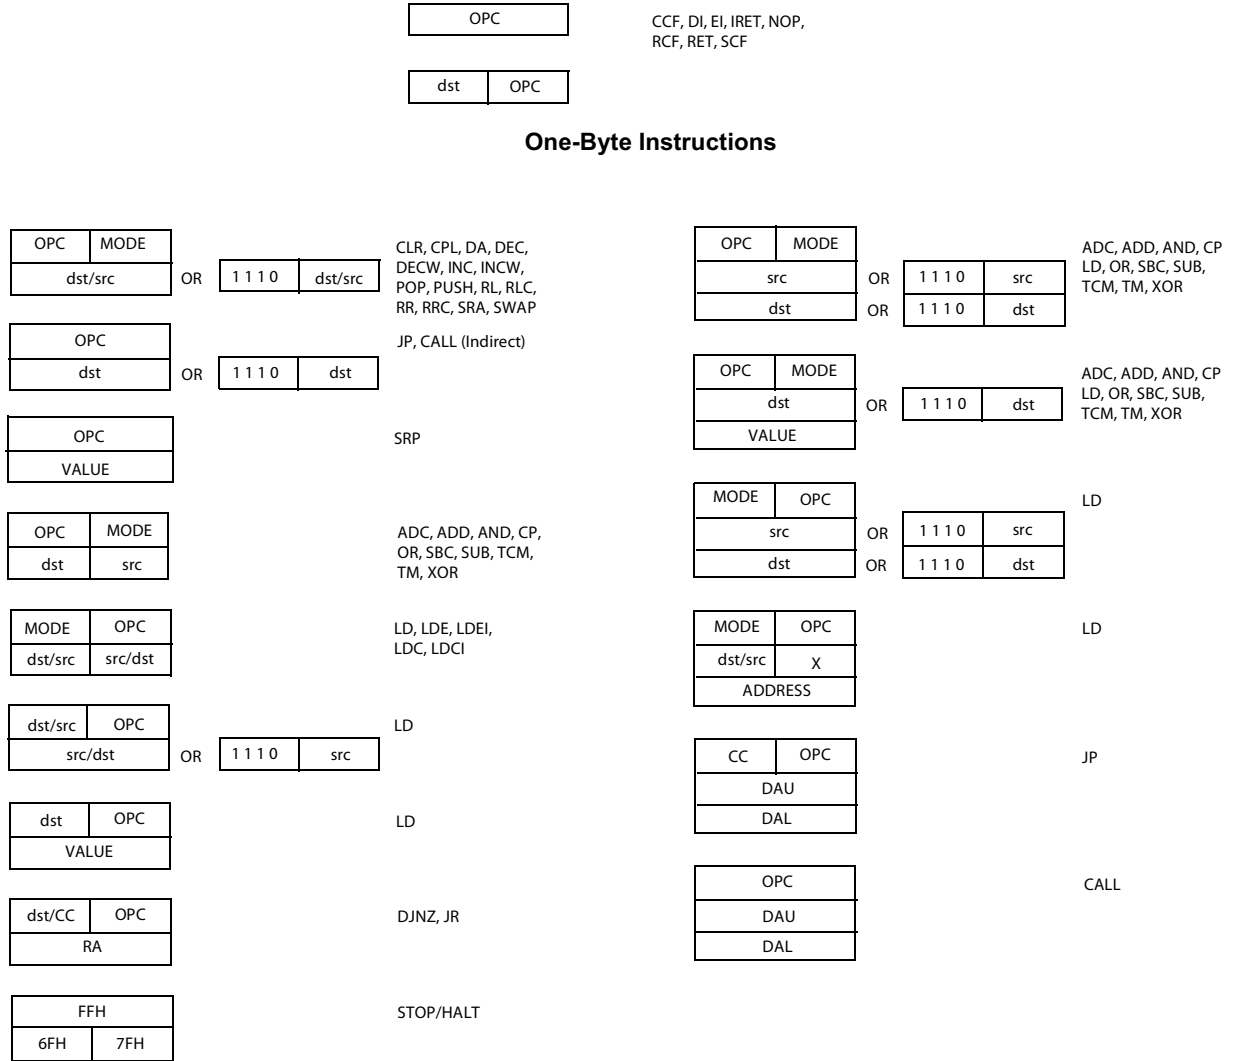 OPC
CCF, DI, EI, IRET, NOP,
RCF, RET, SCF
dst OPC
One-Byte Instructions
OPC MODE
dst/src OR 1 1 1 0 dst/src
CLR, CPL, DA, DEC,
DECW, INC, INCW,
POP, PUSH, RL, RLC,
RR, RRC, SRA, SWAP
OPC
dst OR 1 1 1 0 dst
JP, CALL (Indirect)
OPC
VALUE
SRP
OPC MODE
dst src
ADC, ADD, AND, CP,
OR, SBC, SUB, TCM,
TM, XOR
MODE OPC
dst/src src/dst
LD, LDE, LDEI,
LDC, LDCI
dst/src OPC
src/dst OR 1 1 1 0 src
LD
dst OPC
VALUE
LD
dst/CC OPC
RA
DJNZ, JR
FFH
6FH 7FH
STOP/HALT
OPC MODE
src OR 1 1 1 0 src
dst OR 1 1 1 0 dst
ADC, ADD, AND, CP
LD, OR, SBC, SUB,
TCM, TM, XOR
OPC MODE
dst OR 1 1 1 0 dst
VALUE
ADC, ADD, AND, CP
LD, OR, SBC, SUB,
TCM, TM, XOR
MODE OPC
src OR 1 1 1 0 src
dst OR 1 1 1 0 dst
LD
MODE OPC
dst/src X
ADDRESS
LD
CC OPC
DAU
DAL
JP
OPC
DAU
DAL
CALL